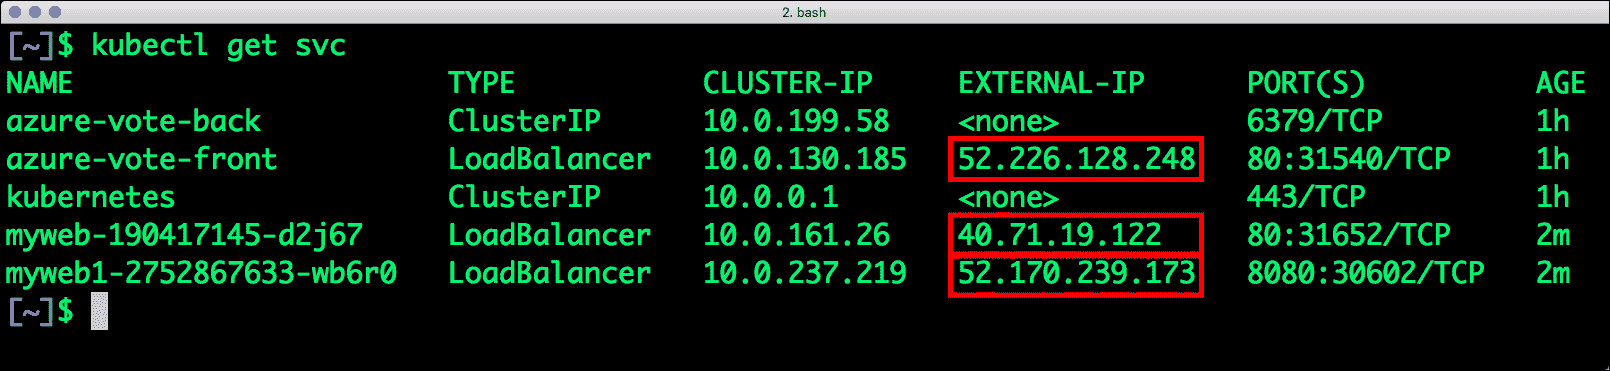 2. bash
[~]$ kubectl get svc
NAME TYPE CLUSTER-IP EXTERNAL-IP PORT(S) AGE
azure-vote-back ClusterIP 10.0.199.58 <none> 6379/TCP 1h
azure-vote-front LoadBalancer 10.0.130.185 52.226.128.248 80:31540/TCP 1h
kubernetes ClusterIP 10.0.0.1 <none> 443/TCP 1h
myweb-190417145-d2j67 LoadBalancer 10.0.161.26 40.71.19.122 80:31652/TCP 2m
myweb1-2752867633-wb6r0 LoadBalancer 10.0.237.219 52.170.239.173 8080:30602/TCP 2m
[~]$